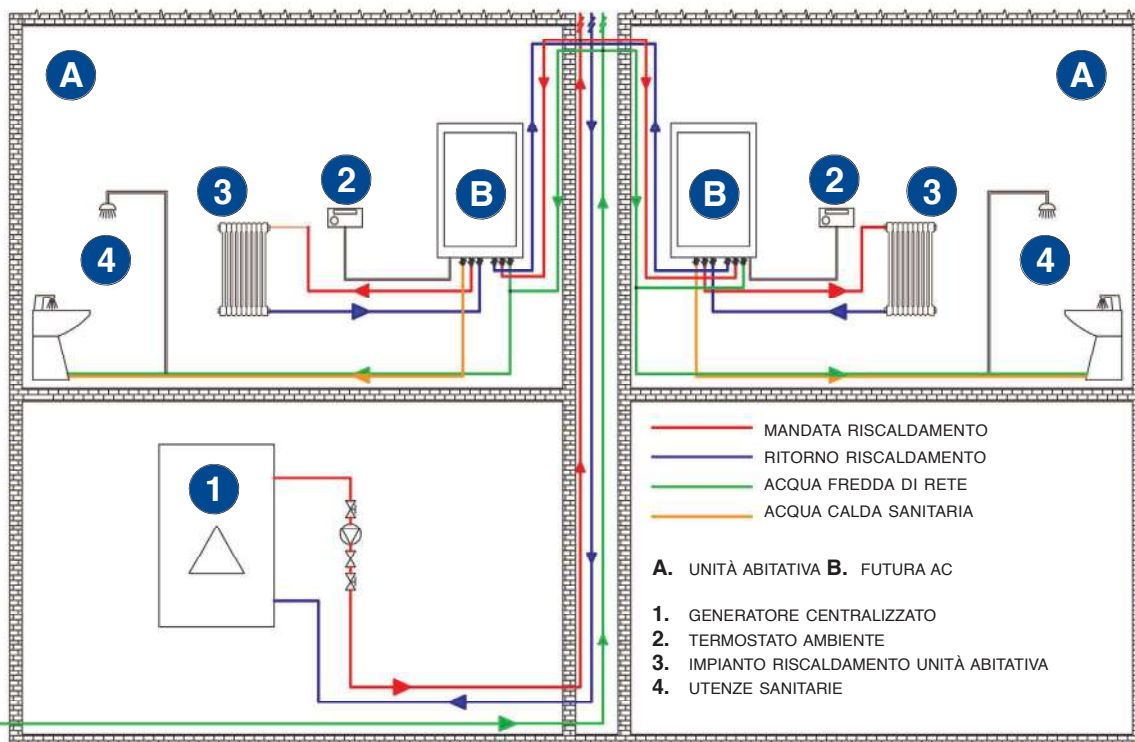 A
A
B
B
2
2
3
3
4
4
1
MANDATA RISCALDAMENTO
RITORNO RISCALDAMENTO
ACQUA FREDDA DI RETE
ACQUA CALDA SANITARIA
A. UNITÀ ABITATIVA B. FUTURA AC
1. GENERATORE CENTRALIZZATO
2. TERMOSTATO AMBIENTE
3. IMPIANTO RISCALDAMENTO UNITÀ ABITATIVA
4. UTENZE SANITARIE